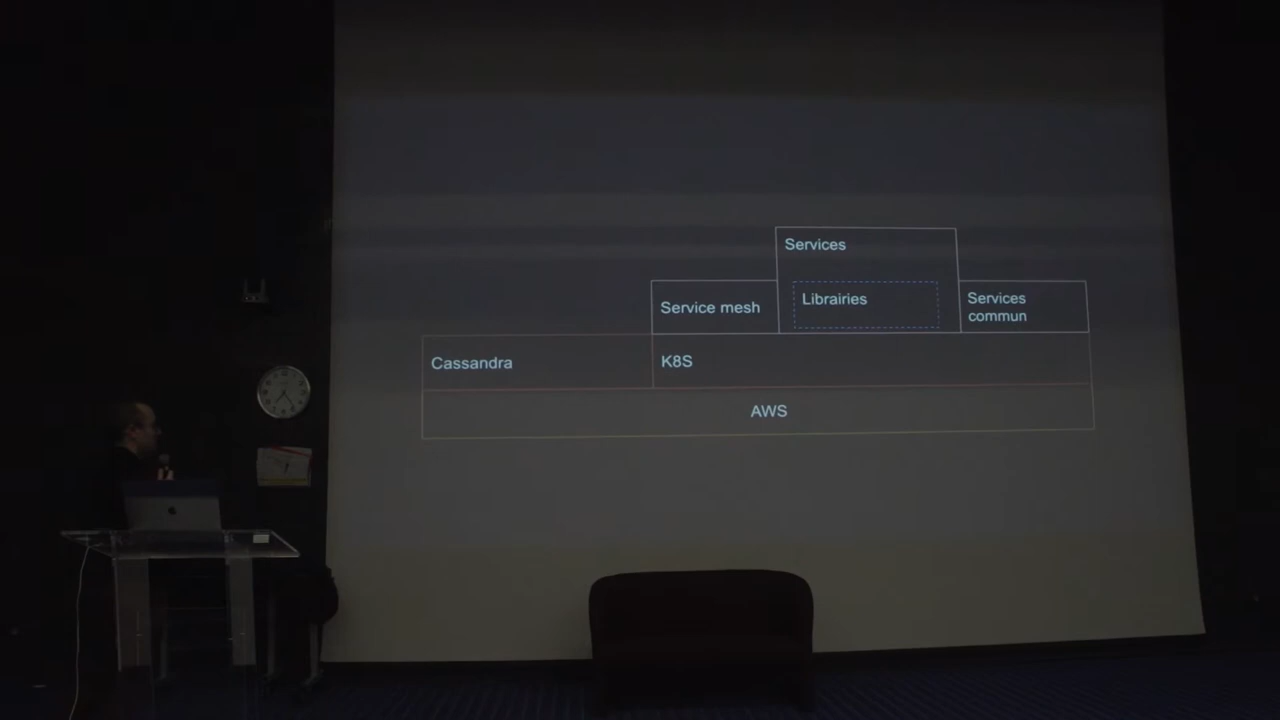 Services
Service mesh
Librairies
Services
commun
Cassandra
K8S
AWS